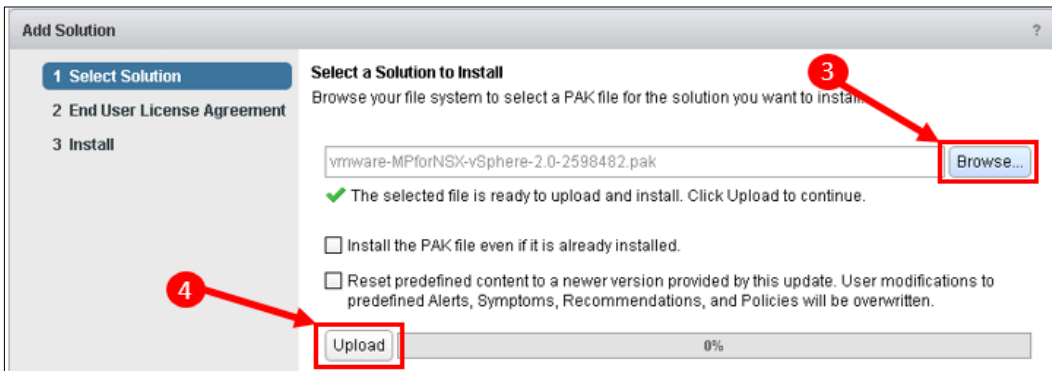 Add Solution
?
1 Select Solution
2 End User License Agreement
3 Install
Select a Solution to Install
Browse your file system to select a PAK file for the solution you want to install.
3
vmware-MPforNSX-vSphere-2.0-2598482.pak
Browse...
The selected file is ready to upload and install. Click Upload to continue.
Install the PAK file even if it is already installed.
Reset predefined content to a newer version provided by this update. User modifications to
predefined Alerts, Symptoms, Recommendations, and Policies will be overwritten.
4
Upload
0%